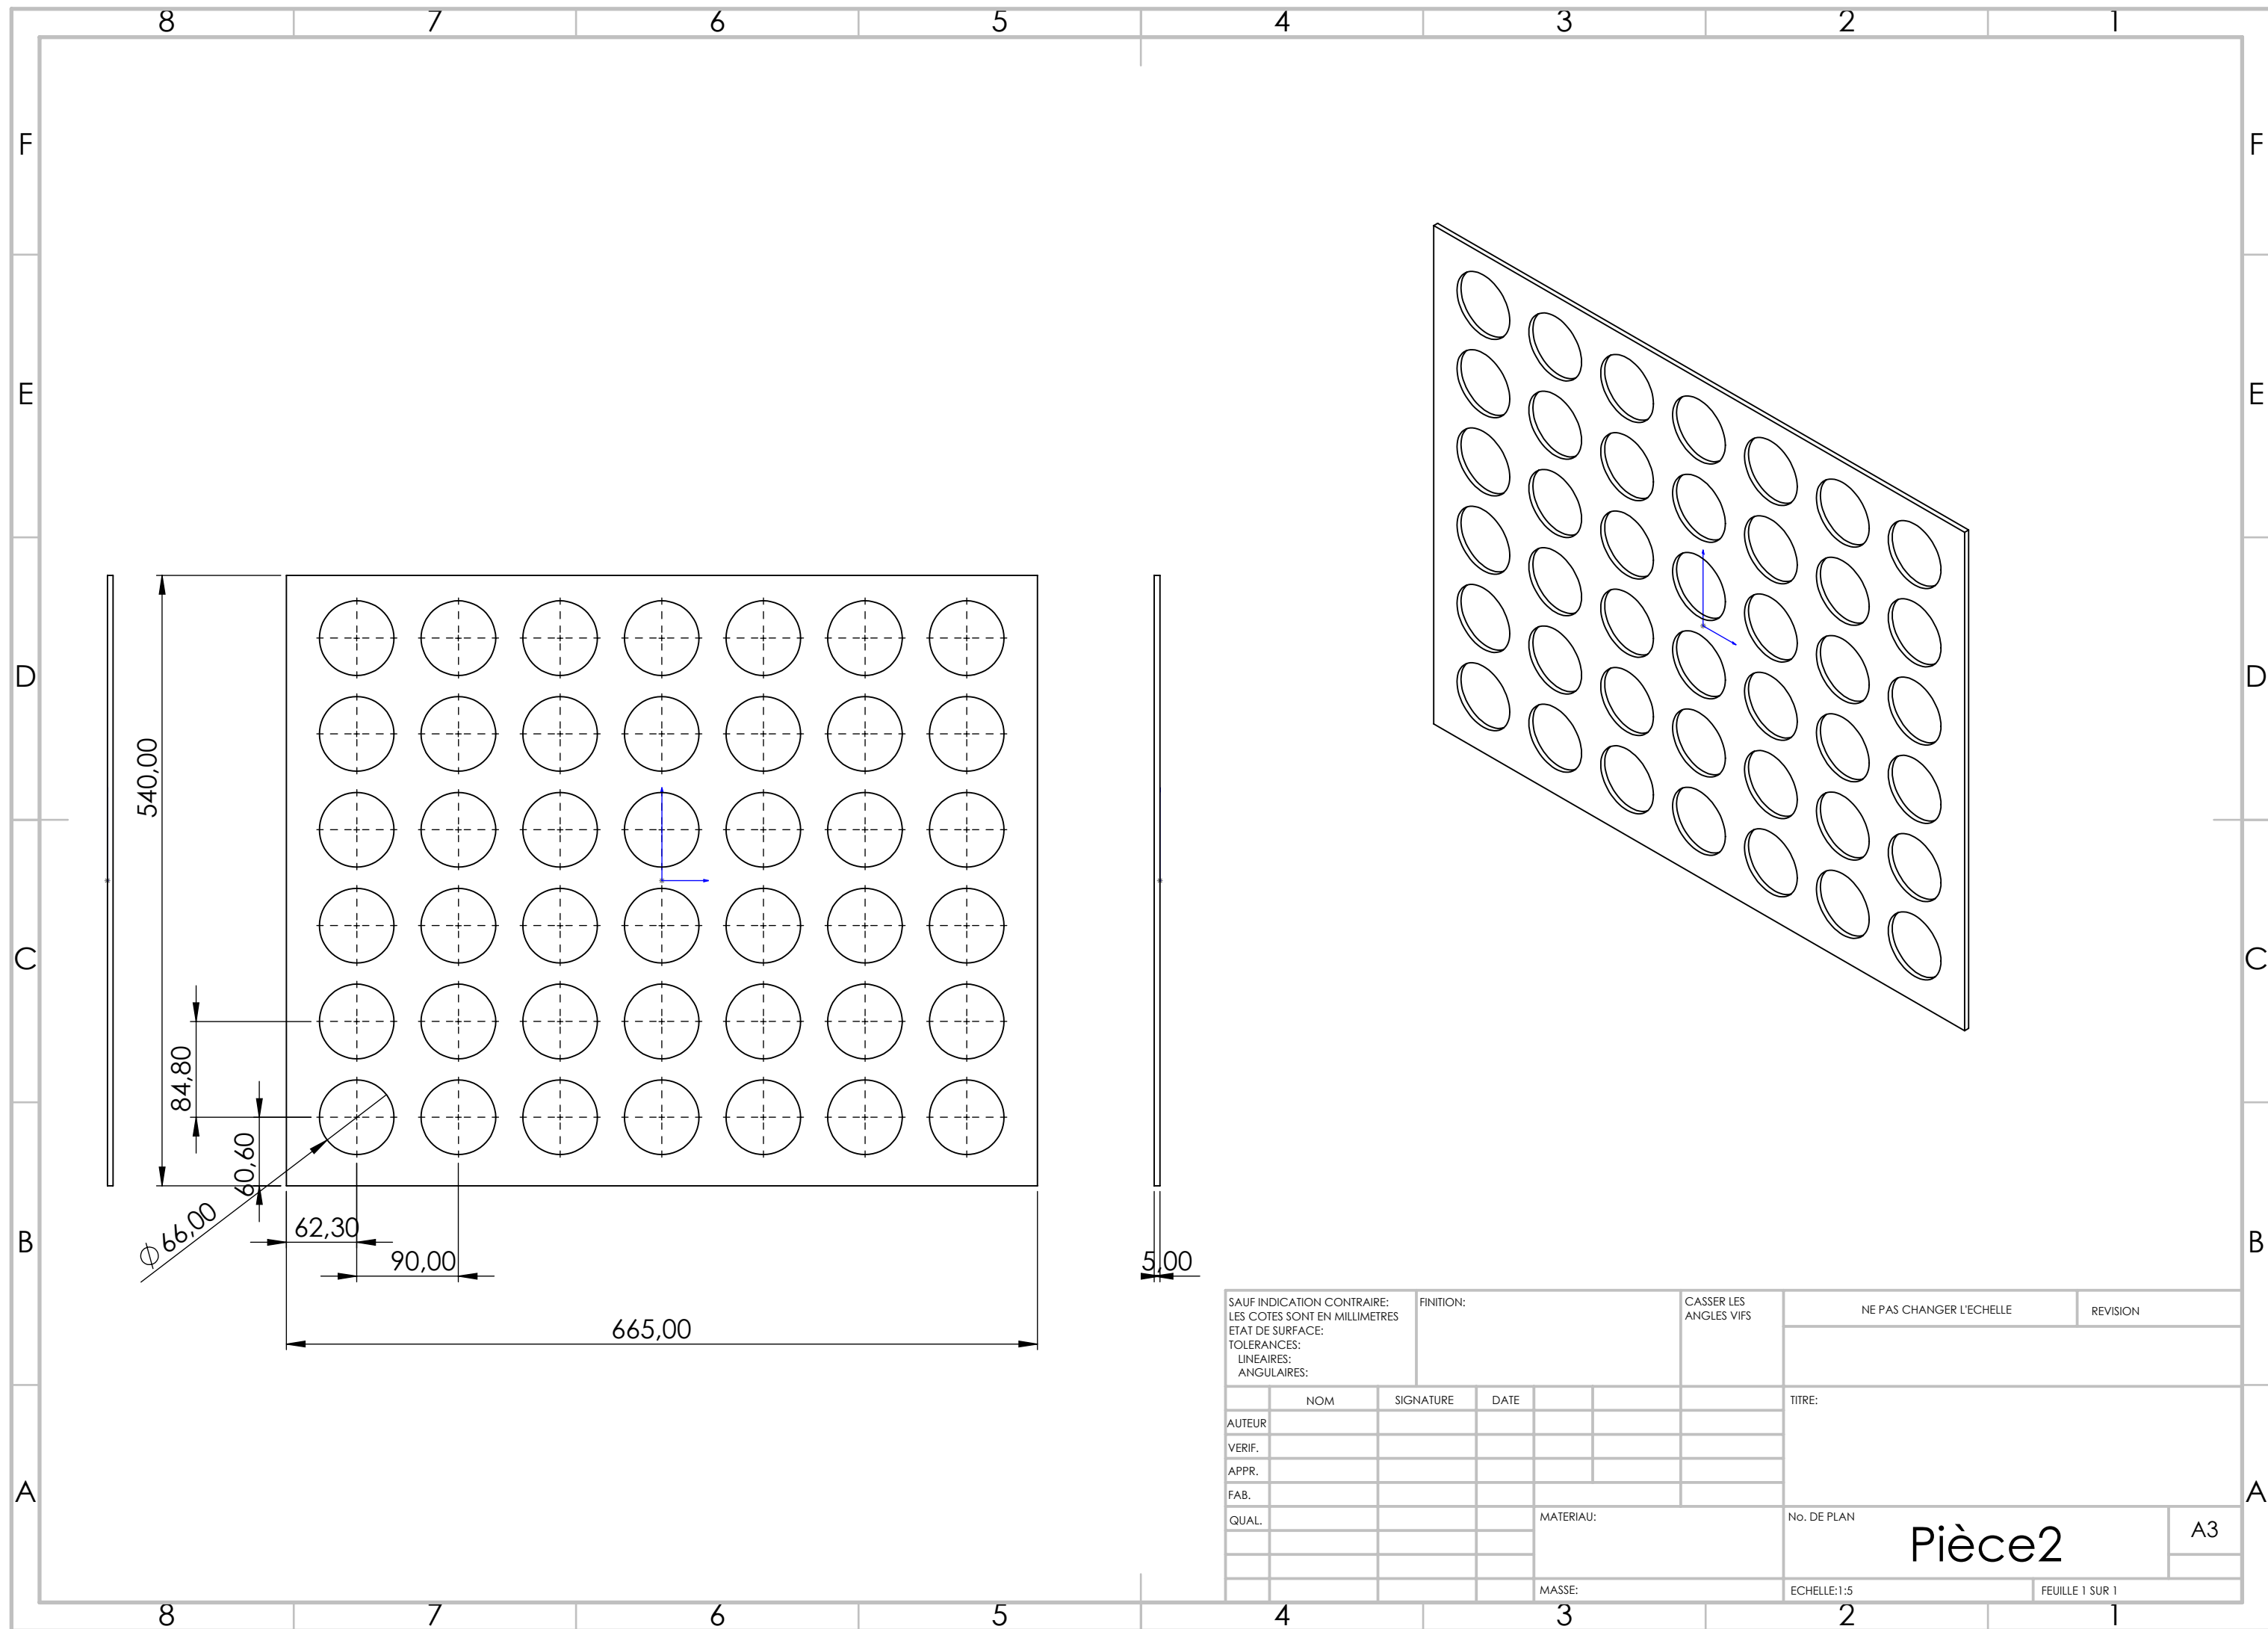 8 7 6 5 4 3 2 1
F F
E E
D D
C C
B B
A A
540,00
84,80
60,60
Ø 66,00
62,30
90,00
665,00
5,00
SAUF INDICATION CONTRAIRE:
LES COTES SONT EN MILLIMETRES
ETAT DE SURFACE:
TOLERANCES:
LINEAIRES:
ANGULAIRES:
FINITION:
CASSER LES
ANGLES VIFS
NE PAS CHANGER L'ECHELLE
REVISION
NOM SIGNATURE DATE
TITRE:
AUTEUR
VERIF.
APPR.
FAB.
QUAL.
MATERIAU:
No. DE PLAN
Pièce2
A3
MASSE:
ECHELLE:1:5
FEUILLE 1 SUR 1
8 7 6 5 4 3 2 1